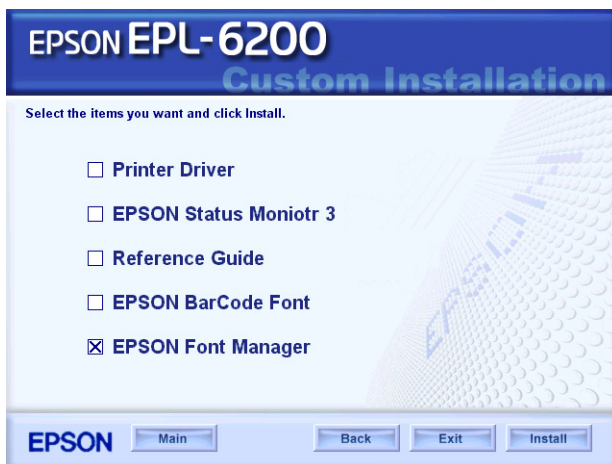 EPSON EPL-6200
Custom Installation
Select the items you want and click Install.
Printer Driver
EPSON Status Moniotr 3
Reference Guide
EPSON BarCode Font
EPSON Font Manager
EPSON
EPSON Main Back Exit Install